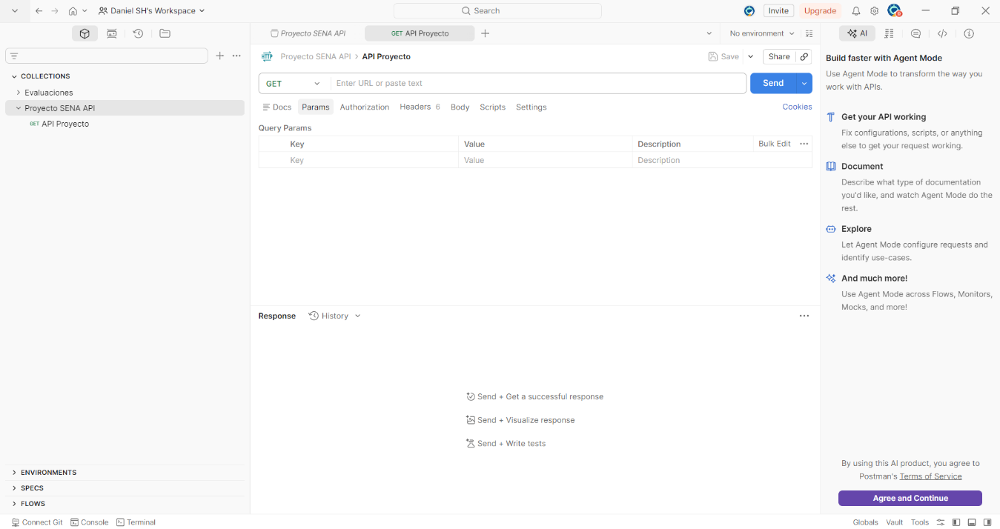 Daniel SH's Workspace
Search
Invite
Upgrade
Proyecto SENA API
GET API Proyecto
No environment
AI
COLLECTIONS
Evaluaciones
Proyecto SENA API
GET API Proyecto
ENVIRONMENTS
SPECS
FLOWS
HTTP
Proyecto SENA API > API Proyecto
Save
Share
GET
Enter URL or paste text
Send
Docs
Params
Authorization
Headers 6
Body
Scripts
Settings
Cookies
Query Params
Key
Value
Description
Bulk Edit
Key
Value
Description
Response
History
Send + Get a successful response
Send + Visualize response
Send + Write tests
Build faster with Agent Mode
Use Agent Mode to transform the way you
work with APIs.
Get your API working
Fix configurations, scripts, or anything
else to get your request working.
Document
Describe what type of documentation
you'd like, and watch Agent Mode do the
rest.
Explore
Let Agent Mode configure requests and
identify use-cases.
And much more!
Use Agent Mode across Flows, Monitors,
Mocks, and more!
By using this AI product, you agree to
Postman's Terms of Service
Agree and Continue
Connect Git
Console
Terminal
Globals
Vault
Tools